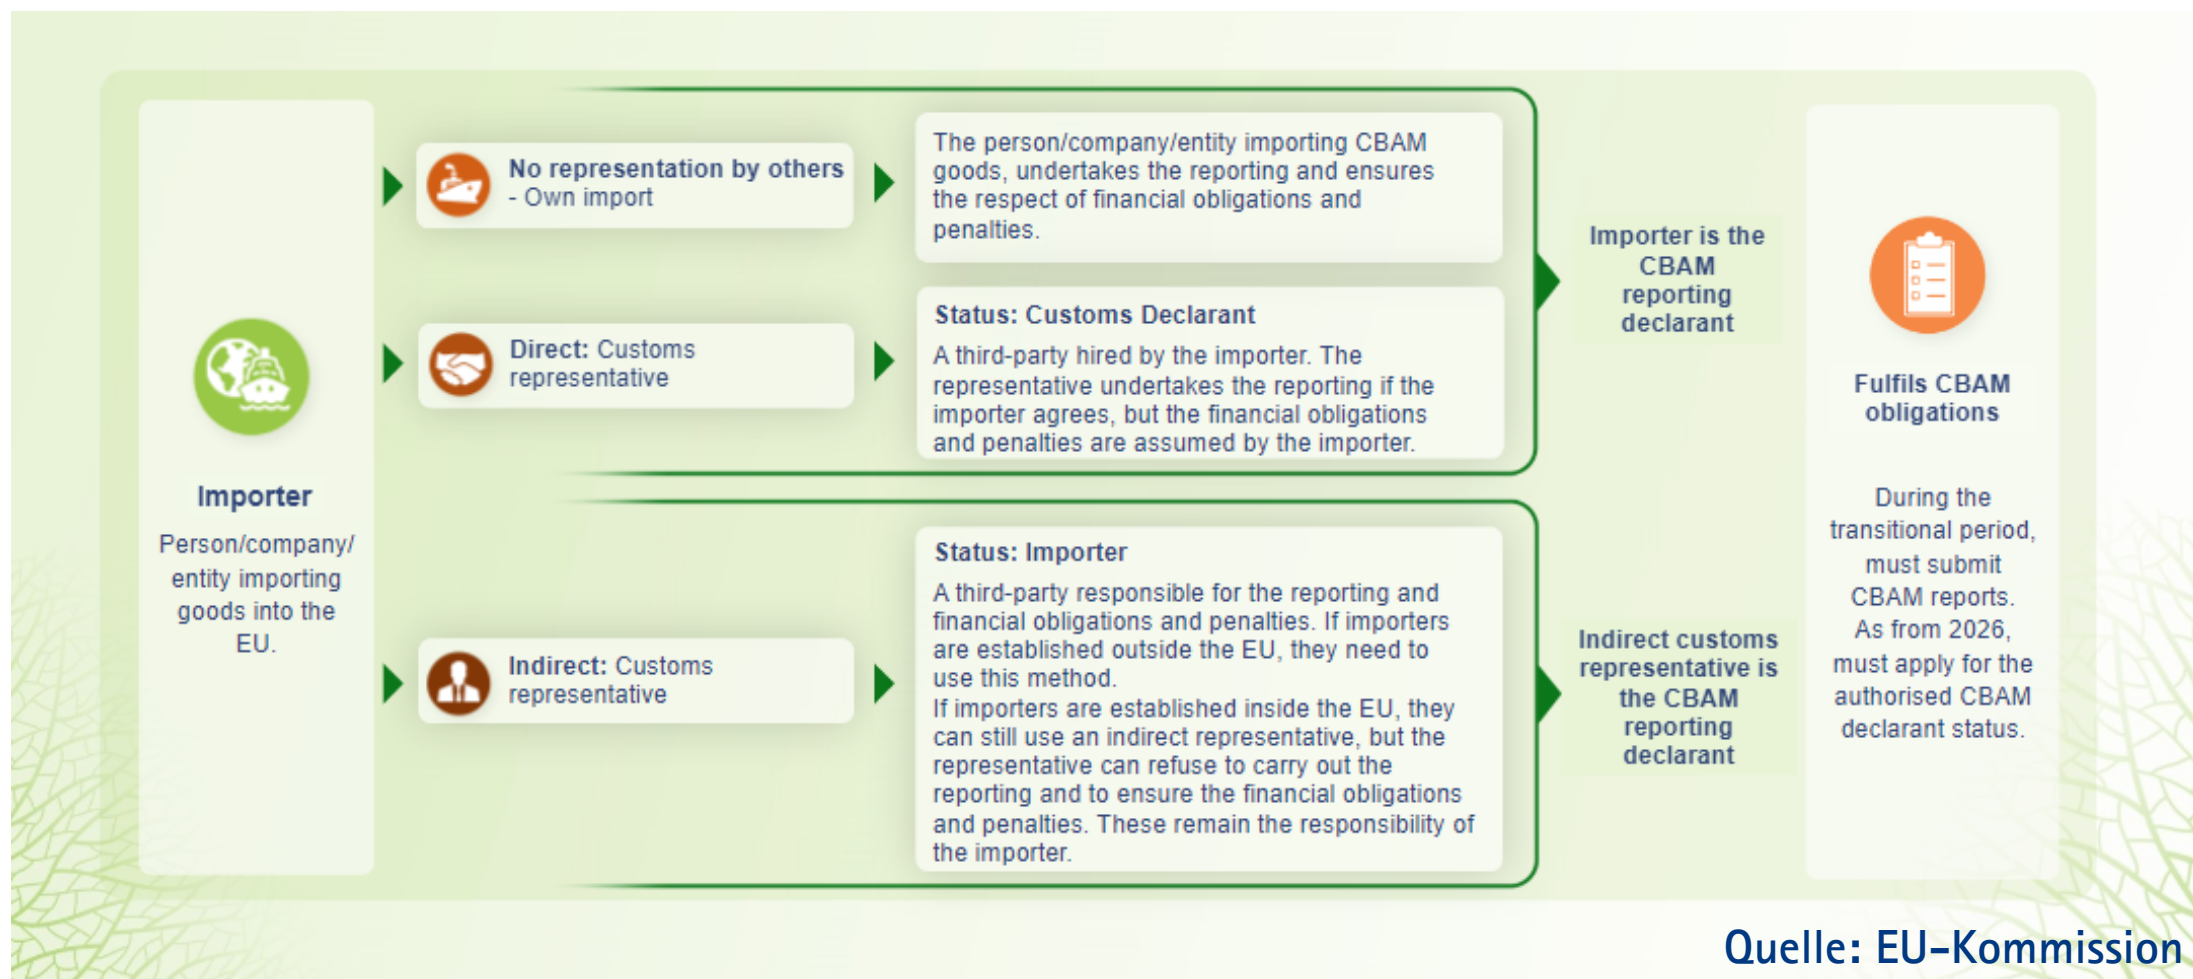 Importer
Person/company/
entity importing
goods into the
EU.
No representation by others
- Own import
The person/company/entity importing CBAM
goods, undertakes the reporting and ensures
the respect of financial obligations and
penalties.
Direct: Customs
representative
Status: Customs Declarant
A third-party hired by the importer. The
representative undertakes the reporting if the
importer agrees, but the financial obligations
and penalties are assumed by the importer.
Importer is the
CBAM
reporting
declarant
Indirect: Customs
representative
Status: Importer
A third-party responsible for the reporting and
financial obligations and penalties. If importers
are established outside the EU, they need to
use this method.
If importers are established inside the EU, they
can still use an indirect representative, but the
representative can refuse to carry out the
reporting and to ensure the financial obligations
and penalties. These remain the responsibility of
the importer.
Indirect customs
representative is
the CBAM
reporting
declarant
Fulfils CBAM
obligations
During the
transitional period,
must submit
CBAM reports.
As from 2026,
must apply for the
authorised CBAM
declarant status.
Quelle: EU-Kommission